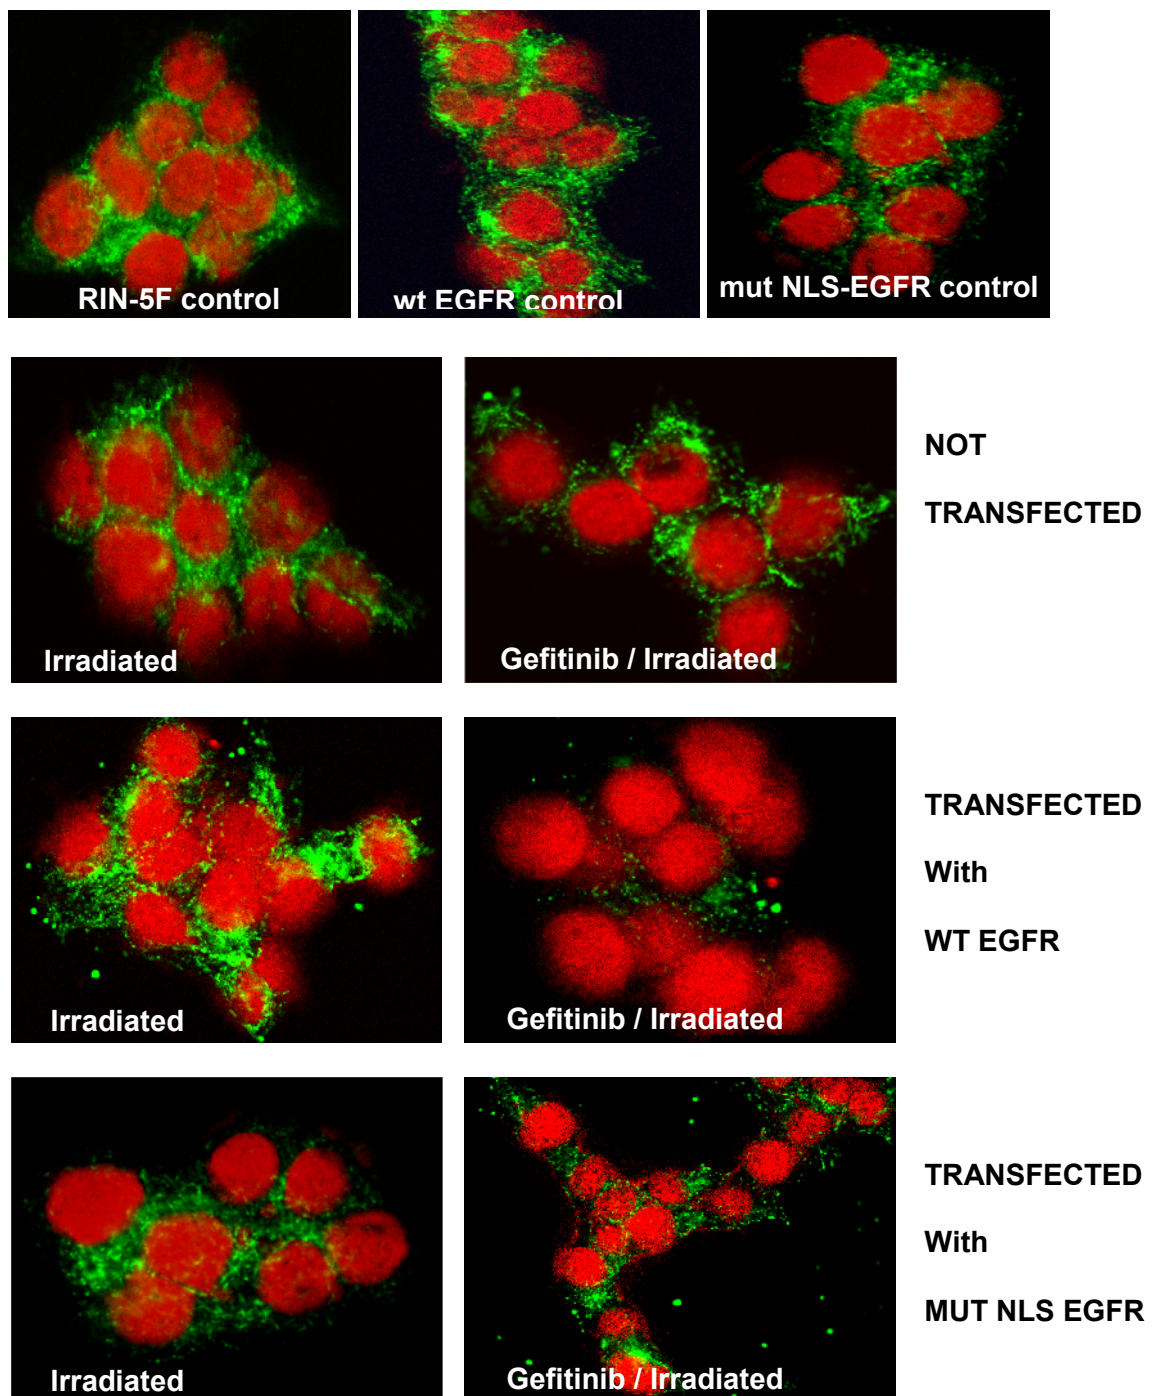 RIN-5F control
wt EGFR control
mut NLS-EGFR control
Irradiated
Gefitinib / Irradiated
NOT
TRANSFECTED
Irradiated
Gefitinib / Irradiated
TRANSFECTED
With
WT EGFR
Irradiated
Gefitinib / Irradiated
TRANSFECTED
With
MUT NLS EGFR